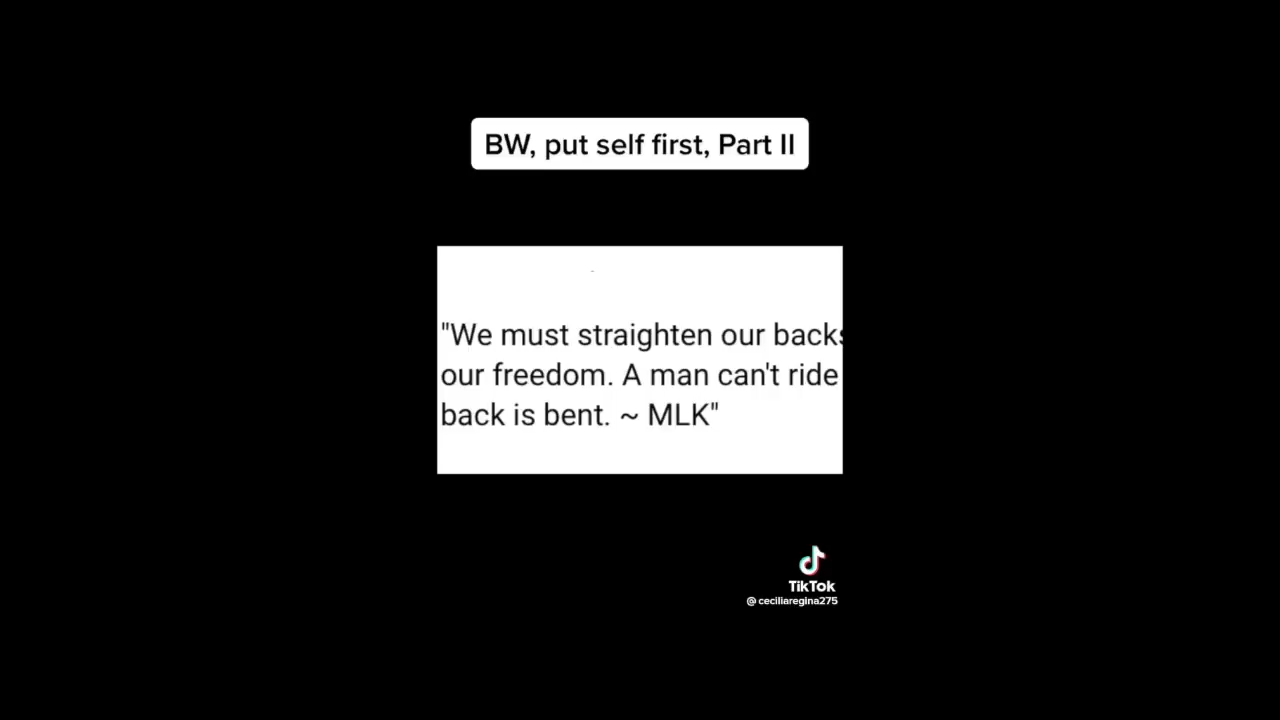 BW, put self first, Part II
"We must straighten our backs
our freedom. A man can't ride
back is bent. ~ MLK"
TikTok
@ceciliaregina275